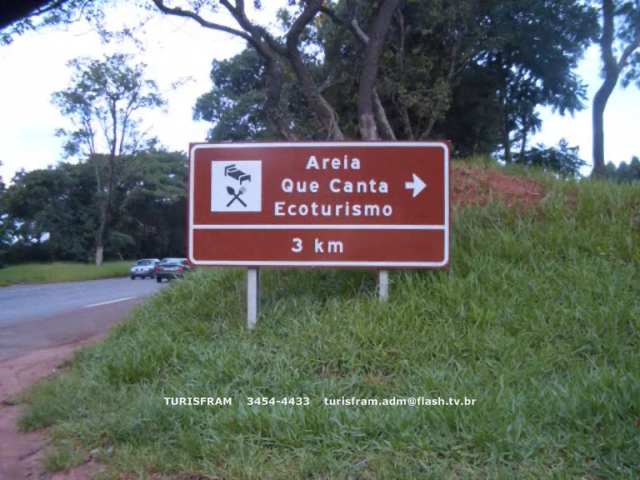 Areia
Que Canta
Ecoturismo
3 km
TURISFRAM 3454-4433 turisfram.adm@flash.tv.br